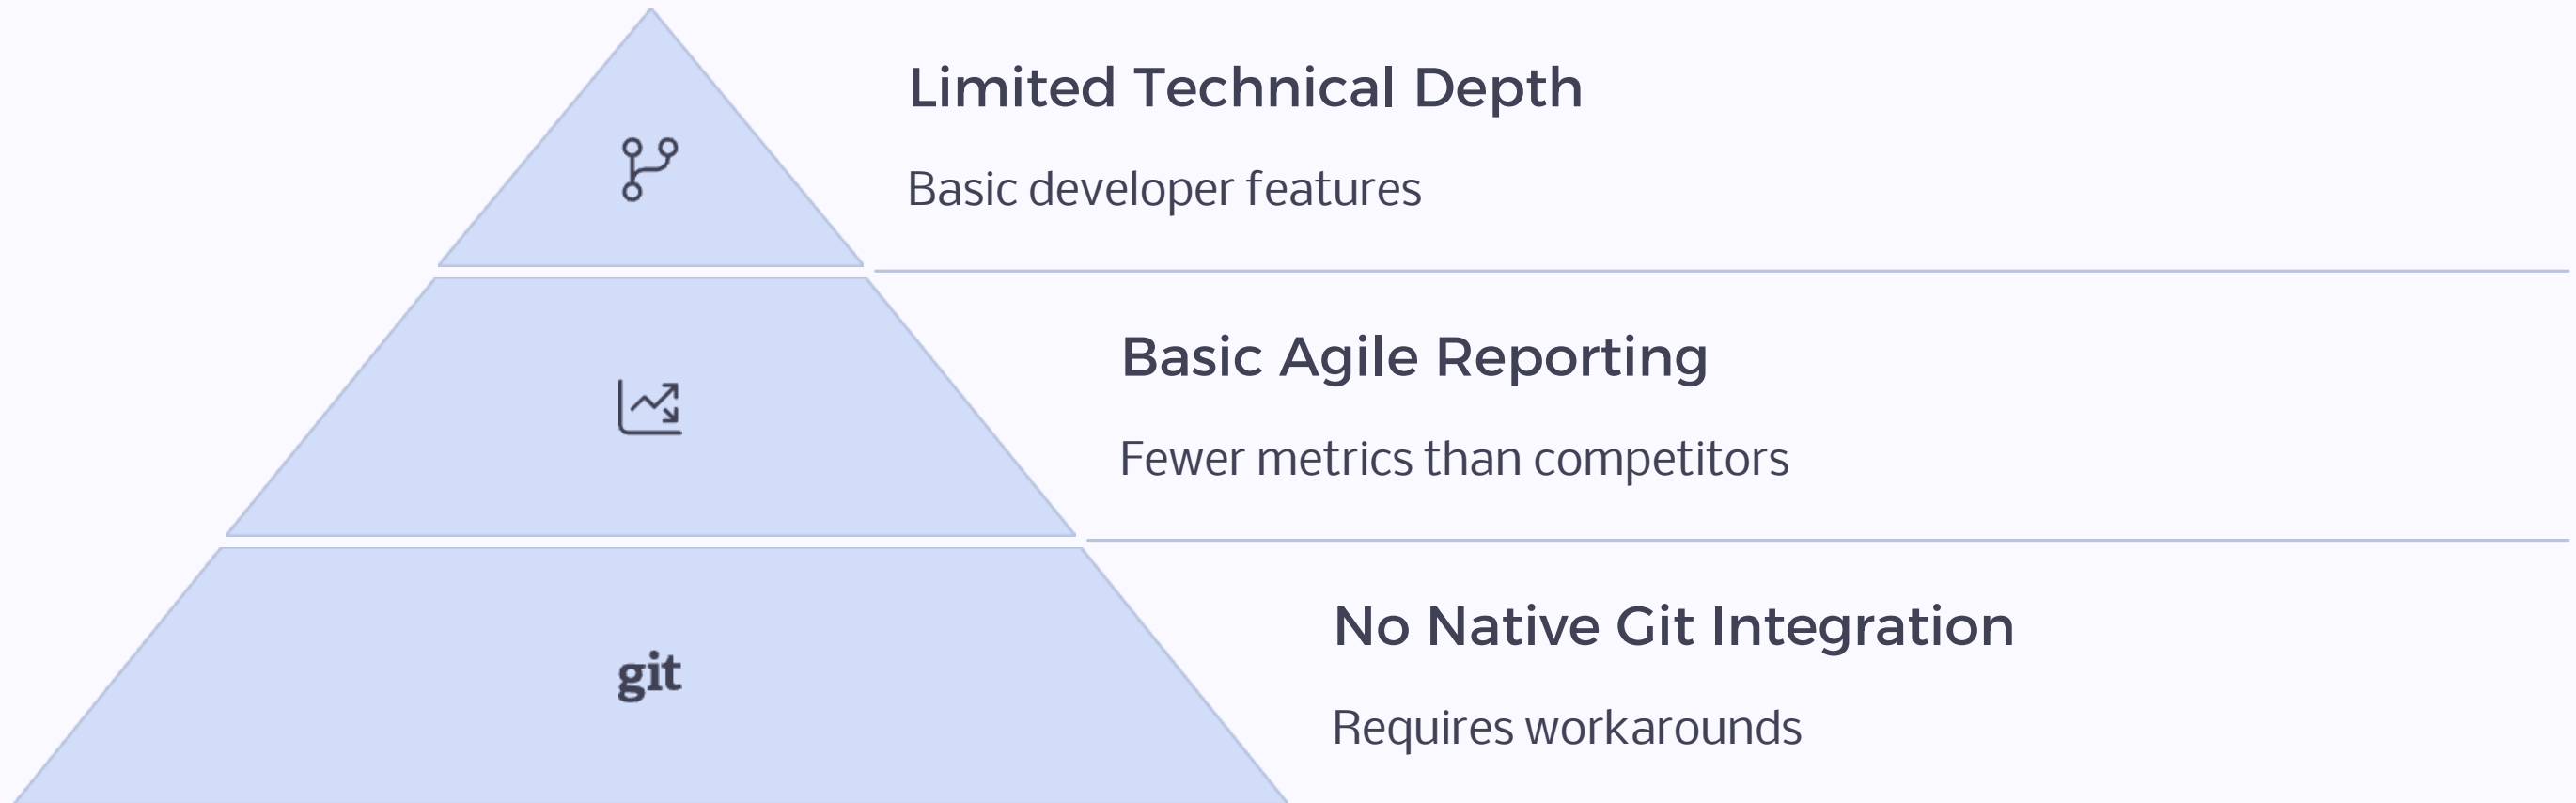 Limited Technical Depth
Basic developer features
Basic Agile Reporting
Fewer metrics than competitors
git
No Native Git Integration
Requires workarounds